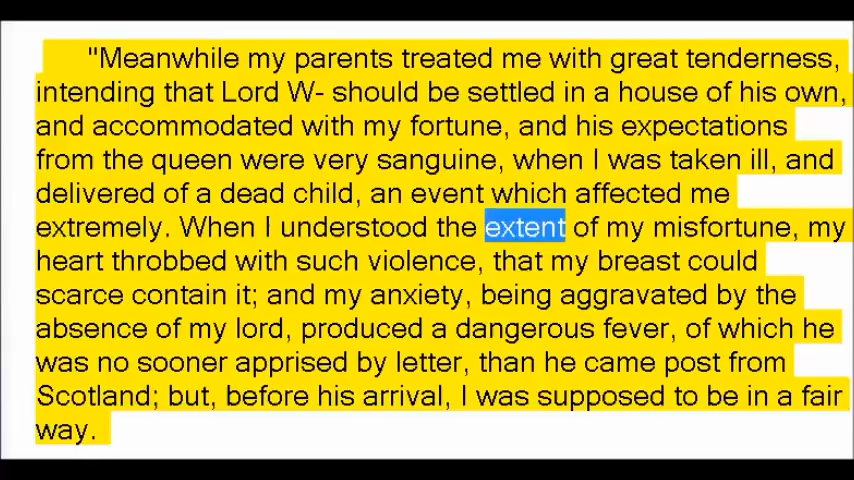 "Meanwhile my parents treated me with great tenderness,
intending that Lord W- should be settled in a house of his own,
and accommodated with my fortune, and his expectations
from the queen were very sanguine, when I was taken ill, and
delivered of a dead child, an event which affected me
extremely. When I understood the extent of my misfortune, my
heart throbbed with such violence, that my breast could
scarce contain it; and my anxiety, being aggravated by the
absence of my lord, produced a dangerous fever, of which he
was no sooner apprised by letter, than he came post from
Scotland; but, before his arrival, I was supposed to be in a fair
way.